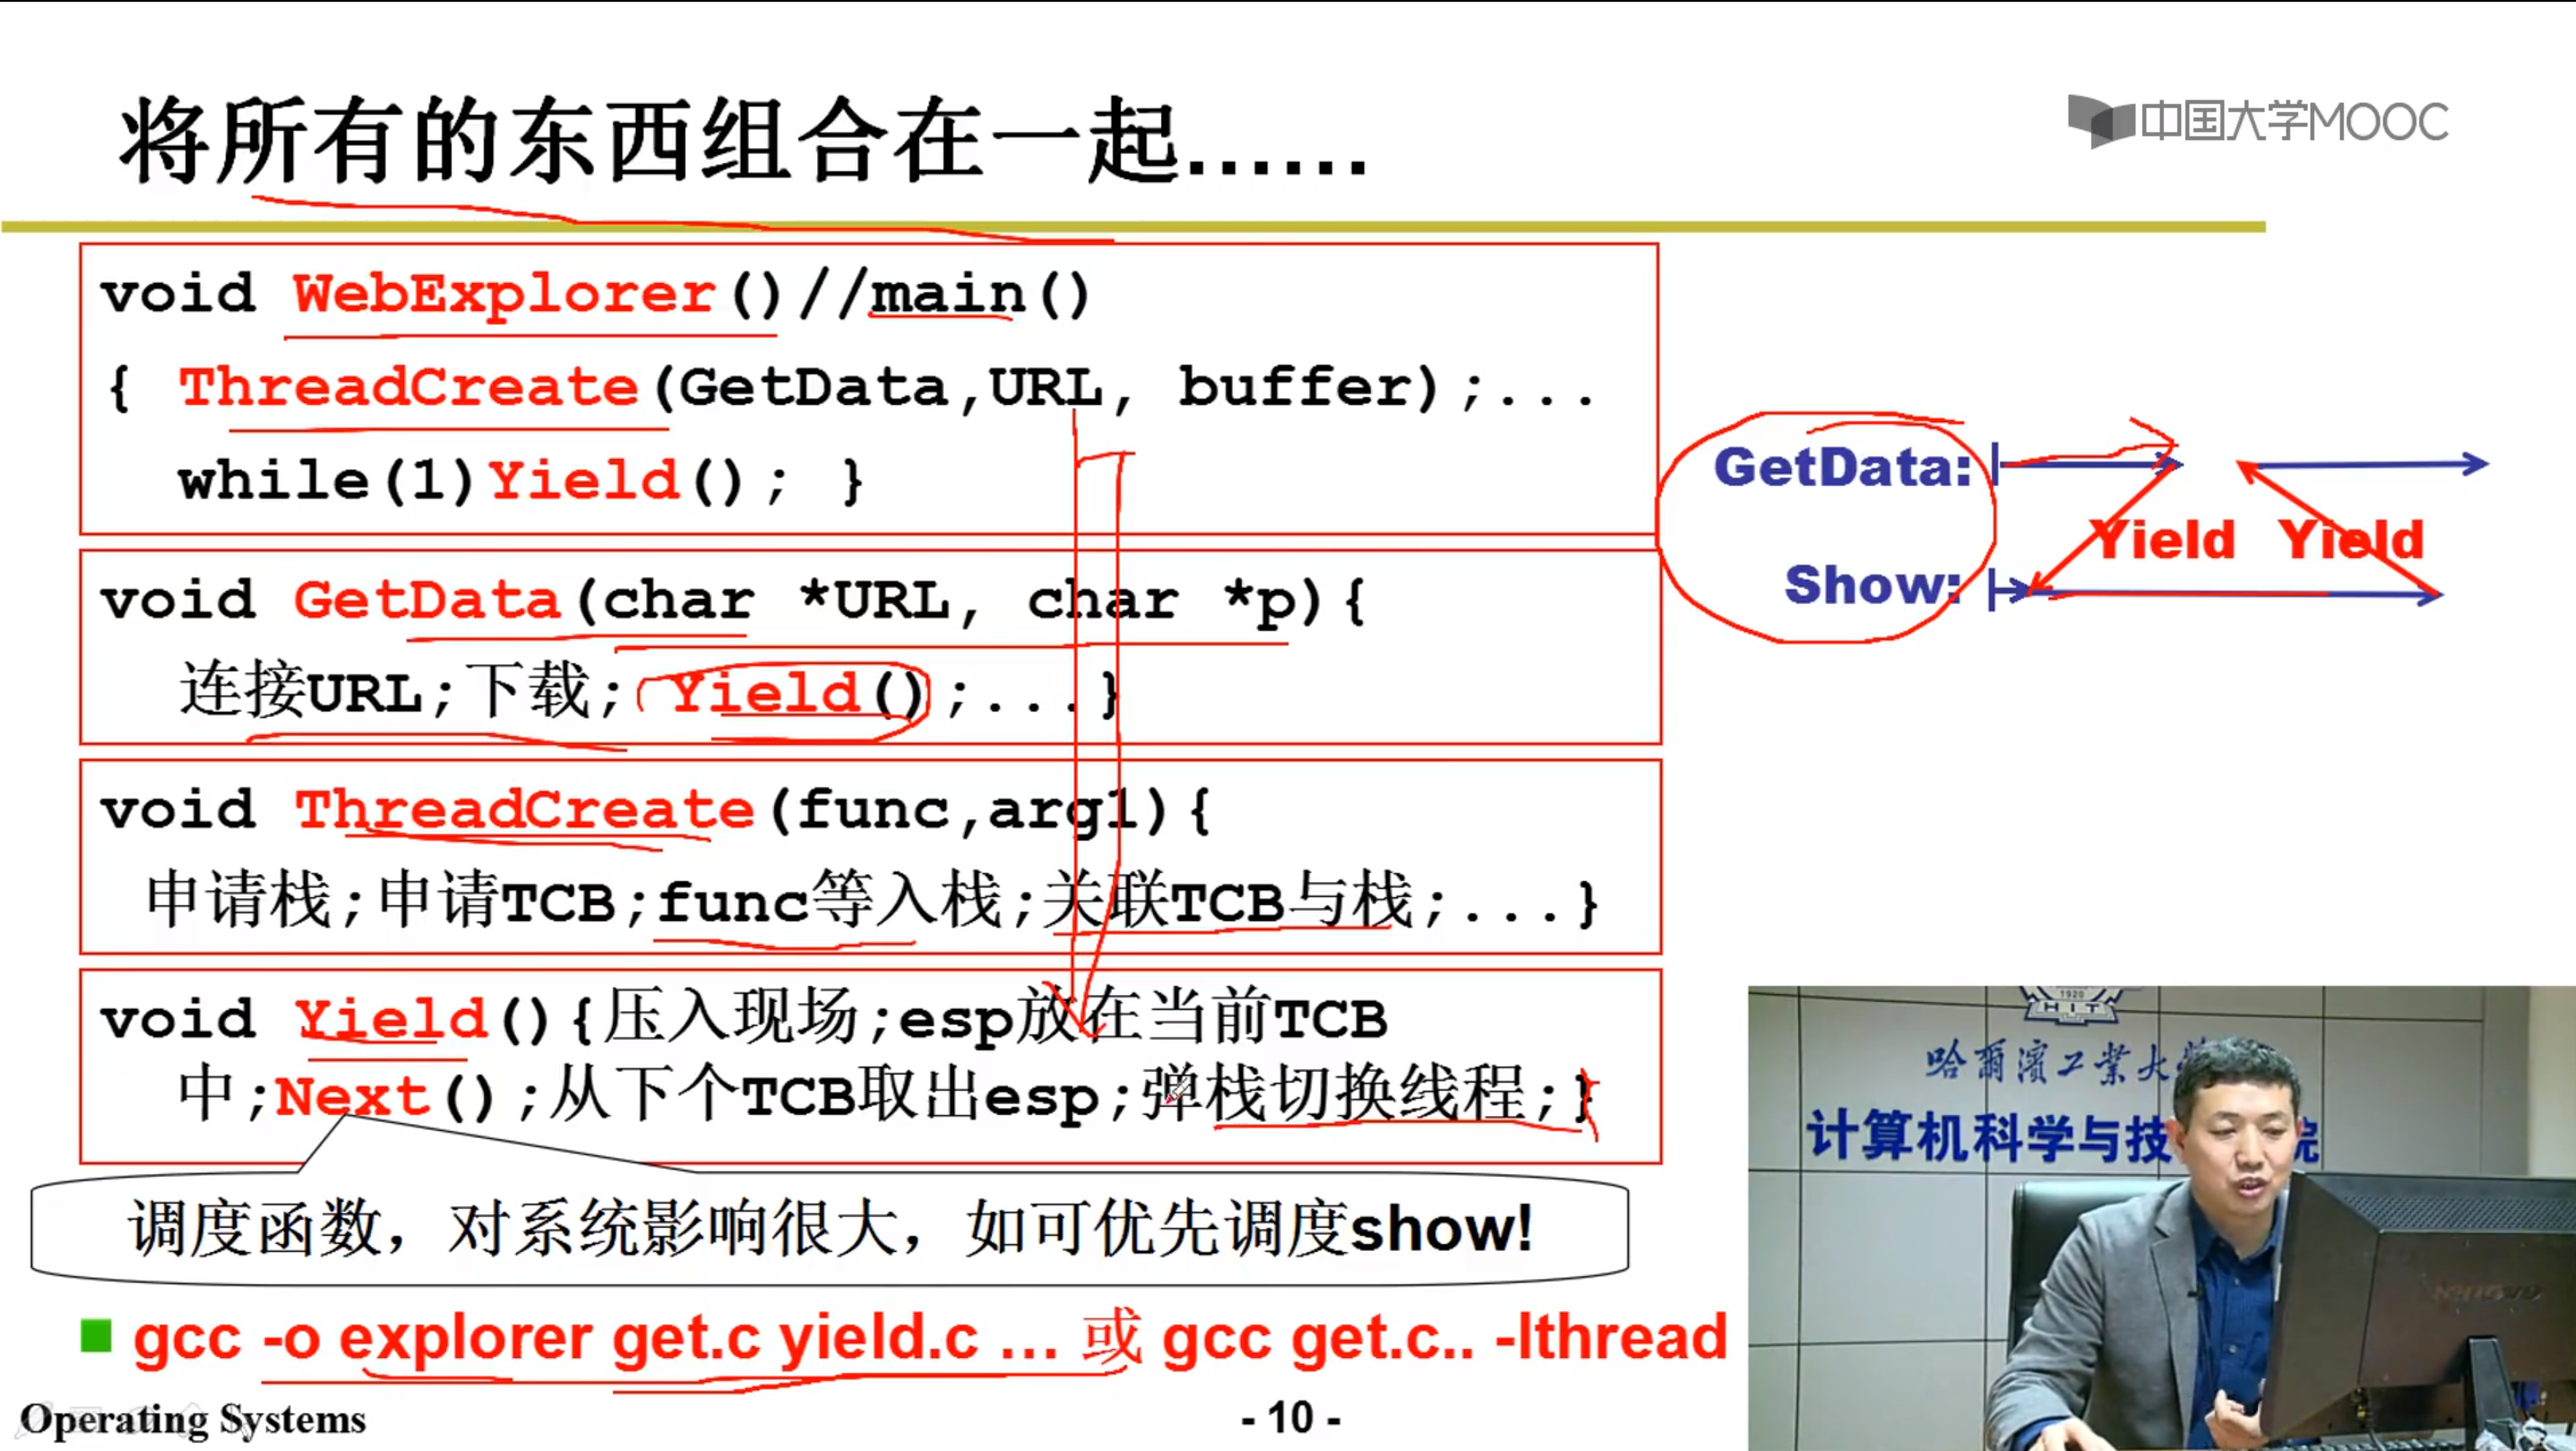 将所有的东西组合在一起......
中国大学MOOC
void WebExplorer()//main()
{ ThreadCreate(GetData,URL, buffer);...
while(1)Yield(); }
void GetData(char *URL, char *p){
连接URL;下载; Yield();...}
void ThreadCreate(func,arg1){
申请栈;申请TCB;func等入栈;关联TCB与栈;...}
void Yield(){压入现场;esp放在当前TCB
中;Next();从下个TCB取出esp;弹栈切换线程;}
调度函数，对系统影响很大，如可优先调度show!
gcc -o explorer get.c yield.c ... 或 gcc get.c.. -lthread
GetData:
Yield Yield
Show:
1920
HIT
哈爾濱工業大
计算机科学与技 院
lenovo
Operating Systems
- 10 -